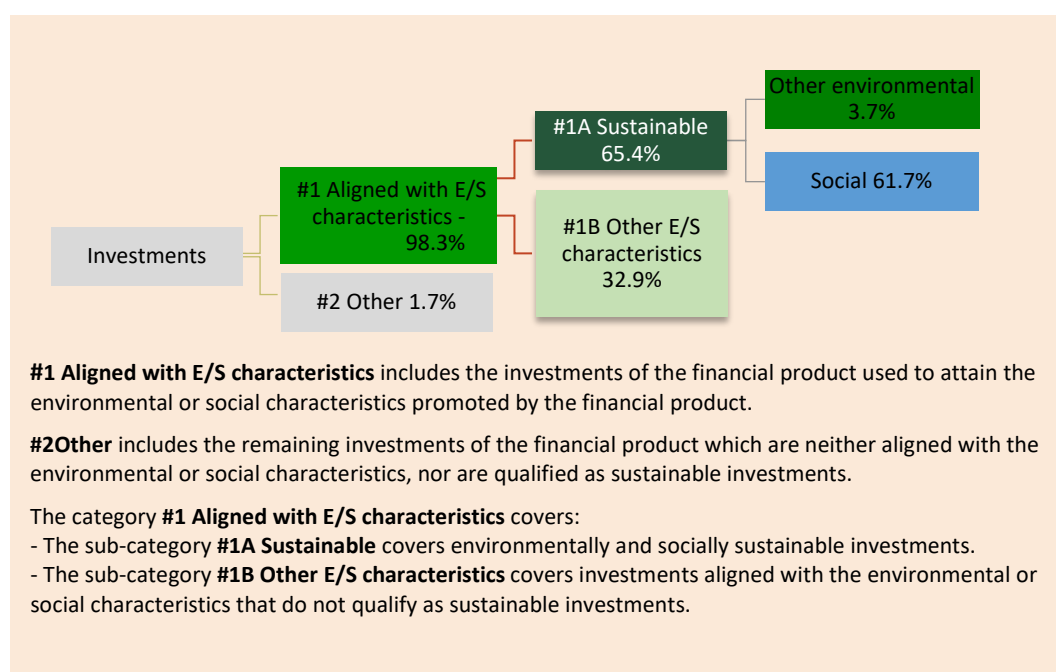 Other environmental
3.7%
#1A Sustainable
65.4%
Social 61.7%
#1 Aligned with E/S
characteristics -
98.3%
#1B Other E/S
characteristics
32.9%
Investments
#2 Other 1.7%
#1 Aligned with E/S characteristics includes the investments of the financial product used to attain the
environmental or social characteristics promoted by the financial product.
#2Other includes the remaining investments of the financial product which are neither aligned with the
environmental or social characteristics, nor are qualified as sustainable investments.
The category #1 Aligned with E/S characteristics covers:
- The sub-category #1A Sustainable covers environmentally and socially sustainable investments.
- The sub-category #1B Other E/S characteristics covers investments aligned with the environmental or
social characteristics that do not qualify as sustainable investments.